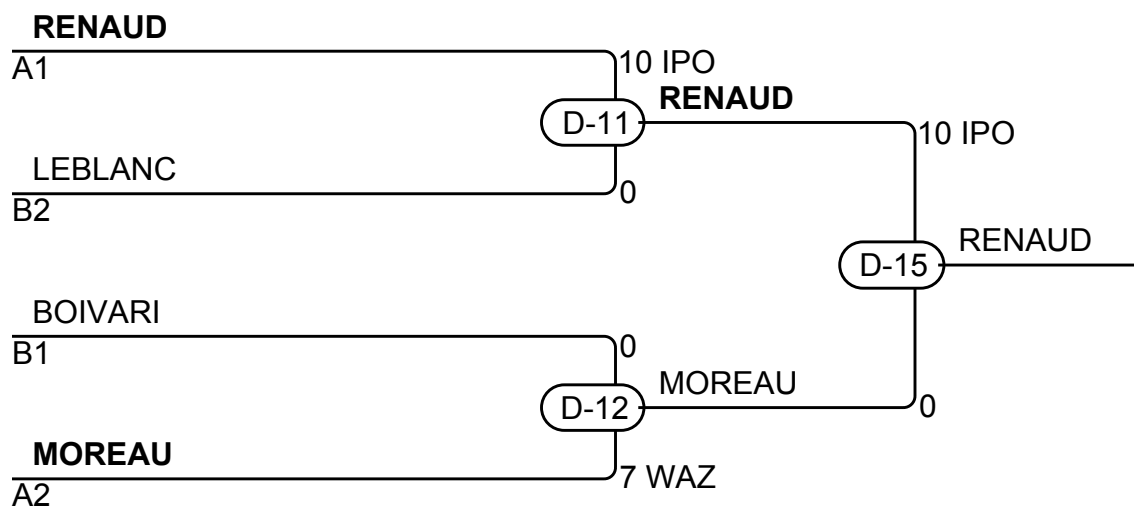 RENAUD
A1
10 IPO
RENAUD
D-11
10 IPO
LEBLANC
0
B2
RENAUD
D-15
BOIVARI
0
B1
MOREAU
D-12
0
MOREAU
7 WAZ
A2